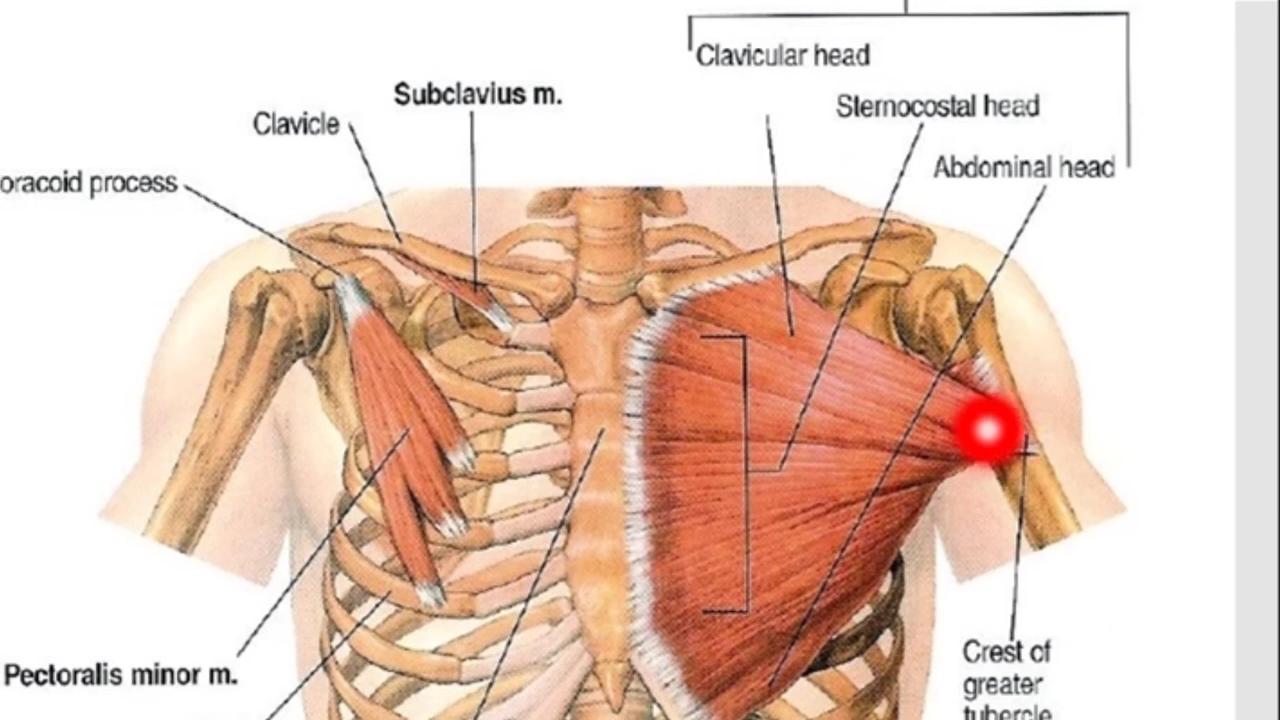 Clavicular head
Subclavius m.
Sternocostal head
Clavicle
Abdominal head
oracoid process
Crest of
greater
tubercle
Pectoralis minor m.